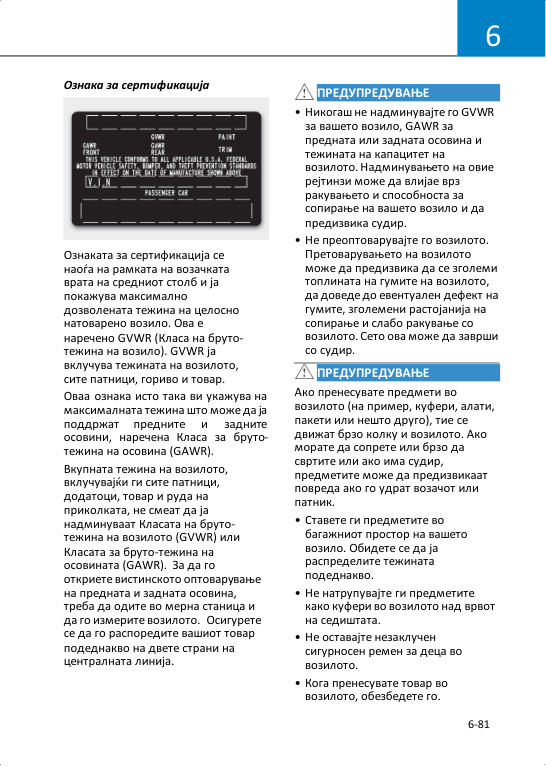 6
Ознака за сертификација
GVWR PAINT
GAWR FRONT GAWR REAR TRIM
THIS VEHICLE CONFORMS TO ALL APPLICABLE U.S.A. FEDERAL
MOTOR VEHICLE SAFETY, BUMPER, AND THEFT PREVENTION STANDARDS
IN EFFECT ON THE DATE OF MANUFACTURE SHOWN ABOVE
V.I.N
PASSENGER CAR
Ознаката за сертификација се
наоѓа на рамката на возачката
врата на средниот столб и ја
покажува максимално
дозволената тежина на целосно
натоварено возило. Ова е
наречено GVWR (Класа на бруто-
тежина на возило). GVWR ја
вклучува тежината на возилото,
сите патници, гориво и товар.
Оваа ознака исто така ви укажува на
максималната тежина што може да ја
поддржат предните и задните
осовини, наречена Класа за бруто-
тежина на осовина (GAWR).
Вкупната тежина на возилото,
вклучувајќи ги сите патници,
додатоци, товар и руда на
приколката, не смеат да ја
надминуваат Класата на бруто-
тежина на возилото (GVWR) или
Класата за бруто-тежина на
осовината (GAWR). За да го
откриете вистинското оптоварување
на предната и задната осовина,
треба да одите во мерна станица и
да го измерите возилото. Осигурете
се да го распоредите вашиот товар
подеднакво на двете страни на
централната линија.
ПРЕДУПРЕДУВАЊЕ
• Никогаш не надминувајте го GVWR
за вашето возило, GAWR за
предната или задната осовина и
тежината на капацитет на
возилото. Надминувањето на овие
рејтинзи може да влијае врз
ракувањето и способноста за
сопирање на вашето возило и да
предизвика судир.
• Не преоптоварувајте го возилото.
Претоварувањето на возилото
може да предизвика да се зголеми
топлината на гумите на возилото,
да доведе до евентуален дефект на
гумите, зголемени растојанија на
сопирање и слабо ракување со
возилото. Сето ова може да заврши
со судир.
ПРЕДУПРЕДУВАЊЕ
Ако пренесувате предмети во
возилото (на пример, куфери, алати,
пакети или нешто друго), тие се
движат брзо колку и возилото. Ако
морате да сопрете или брзо да
свртите или ако има судир,
предметите може да предизвикаат
повреда ако го удрат возачот или
патник.
• Ставете ги предметите во
багажниот простор на вашето
возило. Обидете се да ја
распределите тежината
подеднакво.
• Не натрупувајте ги предметите
како куфери во возилото над врвот
на седиштата.
• Не оставајте незаклучен
сигурносен ремен за деца во
возилото.
• Кога пренесувате товар во
возилото, обезбедете го.
6-81